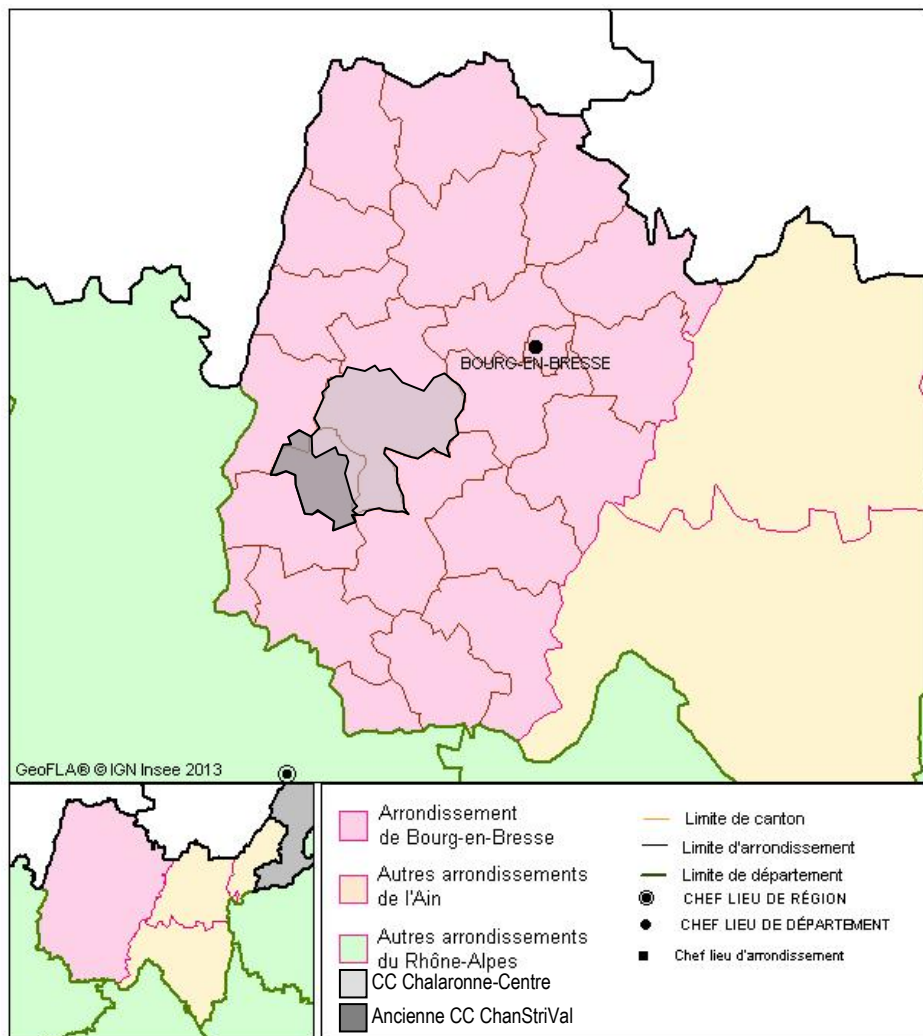 BOURG-EN-BRESSE
GeoFLA® © IGN Insee 2013
Arrondissement
de Bourg-en-Bresse
Autres arrondissements
de l'Ain
Autres arrondissements
du Rhône-Alpes
CC Chalaronne-Centre
Ancienne CC ChanStriVal
Limite de canton
Limite d'arrondissement
Limite de département
CHEF LIEU DE RÉGION
CHEF LIEU DE DÉPARTEMENT
Chef lieu d'arrondissement